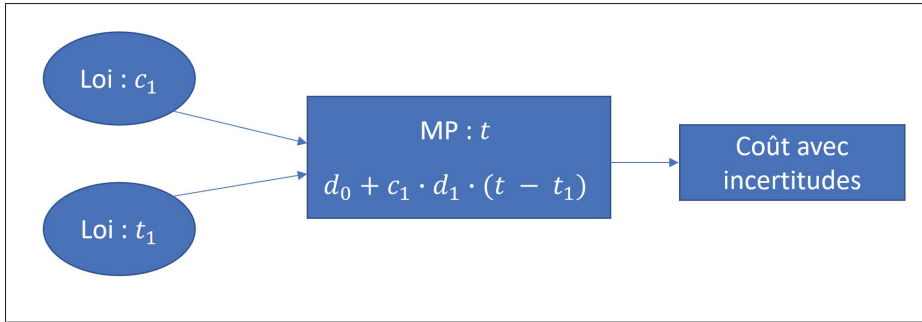 Loi : c₁
MP : t
d₀ + c₁ · d₁ · (t − t₁)
Coût avec
incertitudes
Loi : t₁